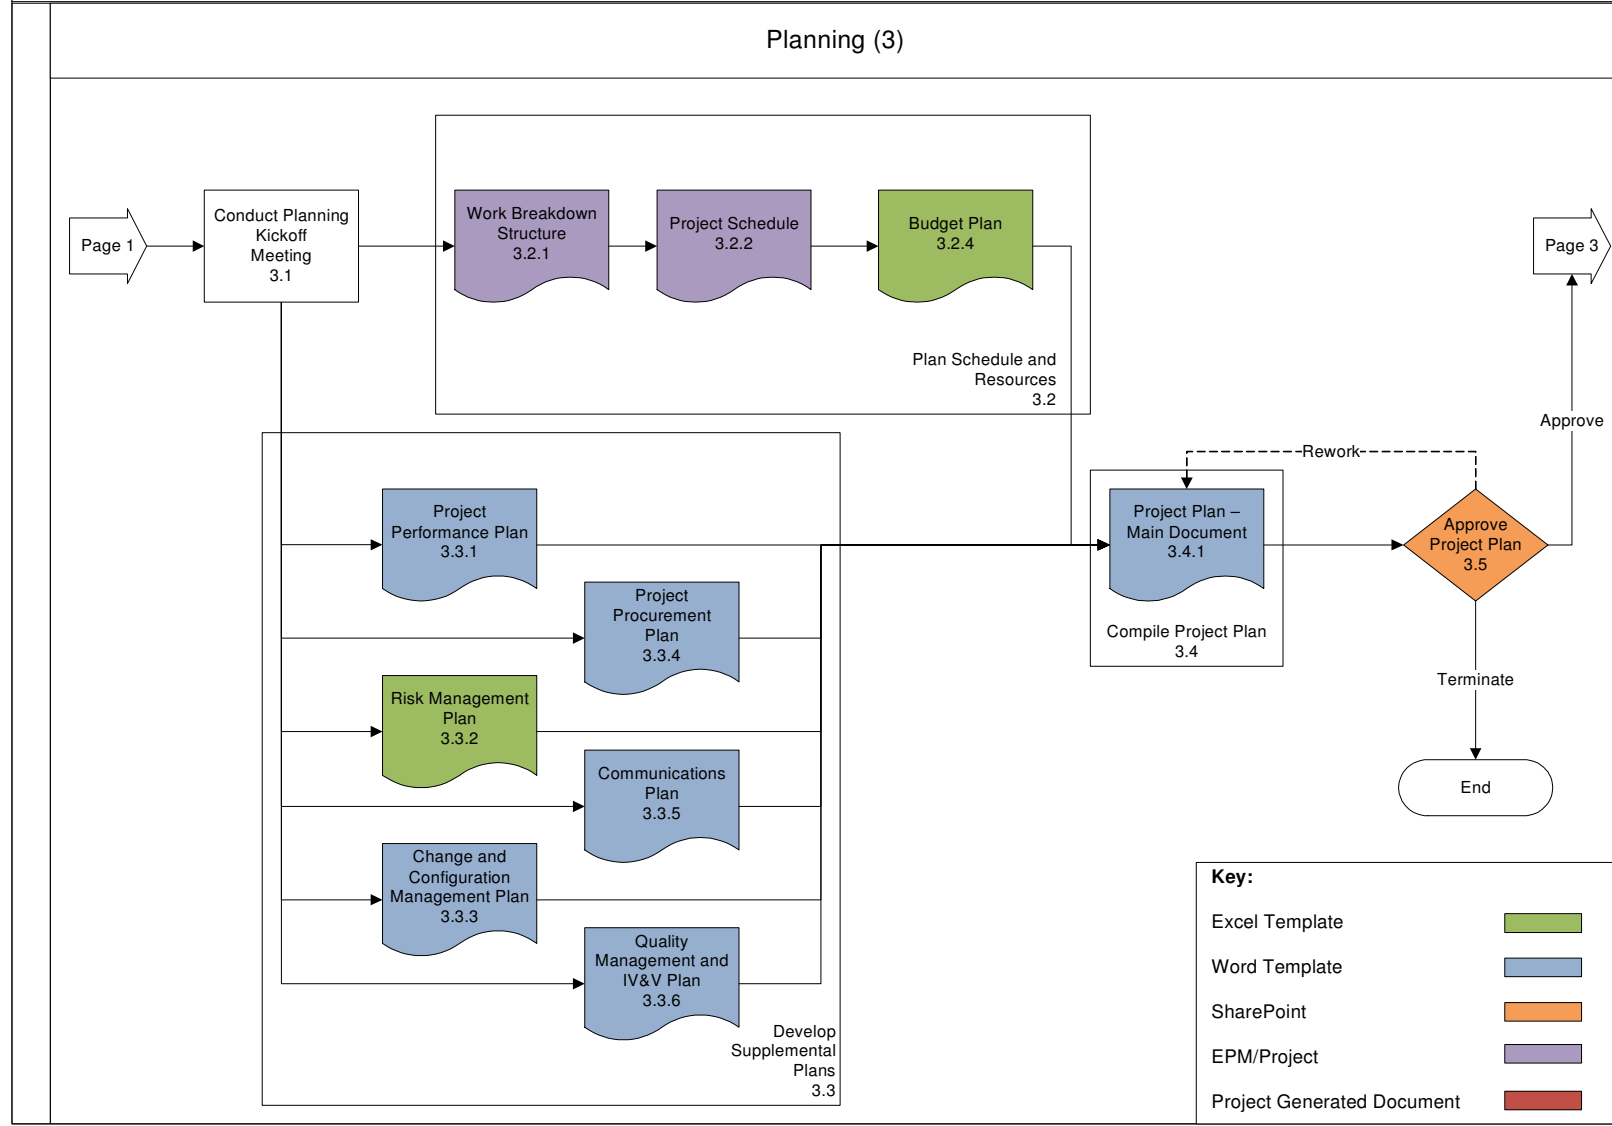 Planning (3)
Page 1
Conduct Planning
Kickoff
Meeting
3.1
Work Breakdown
Structure
3.2.1
Project Schedule
3.2.2
Budget Plan
3.2.4
Plan Schedule and
Resources
3.2
Page 3
Approve
Rework
Project
Performance Plan
3.3.1
Project
Procurement
Plan
3.3.4
Risk Management
Plan
3.3.2
Communications
Plan
3.3.5
Change and
Configuration
Management Plan
3.3.3
Quality
Management and
IV&V Plan
3.3.6
Develop
Supplemental
Plans
3.3
Project Plan –
Main Document
3.4.1
Compile Project Plan
3.4
Approve
Project Plan
3.5
Terminate
End
Key:
Excel Template
Word Template
SharePoint
EPM/Project
Project Generated Document